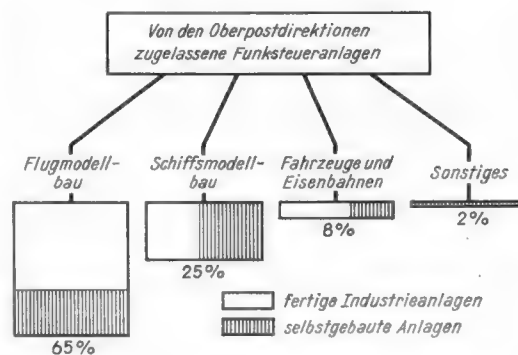 Von den Oberpostdirektionen
zugelassene Funksteueranlagen
Flugmodell-
bau
Schiffsmodell-
bau
Fahrzeuge und
Eisenbahnen
Sonstiges
65%
25%
8%
2%
fertige Industrieanlagen
selbstgebaute Anlagen